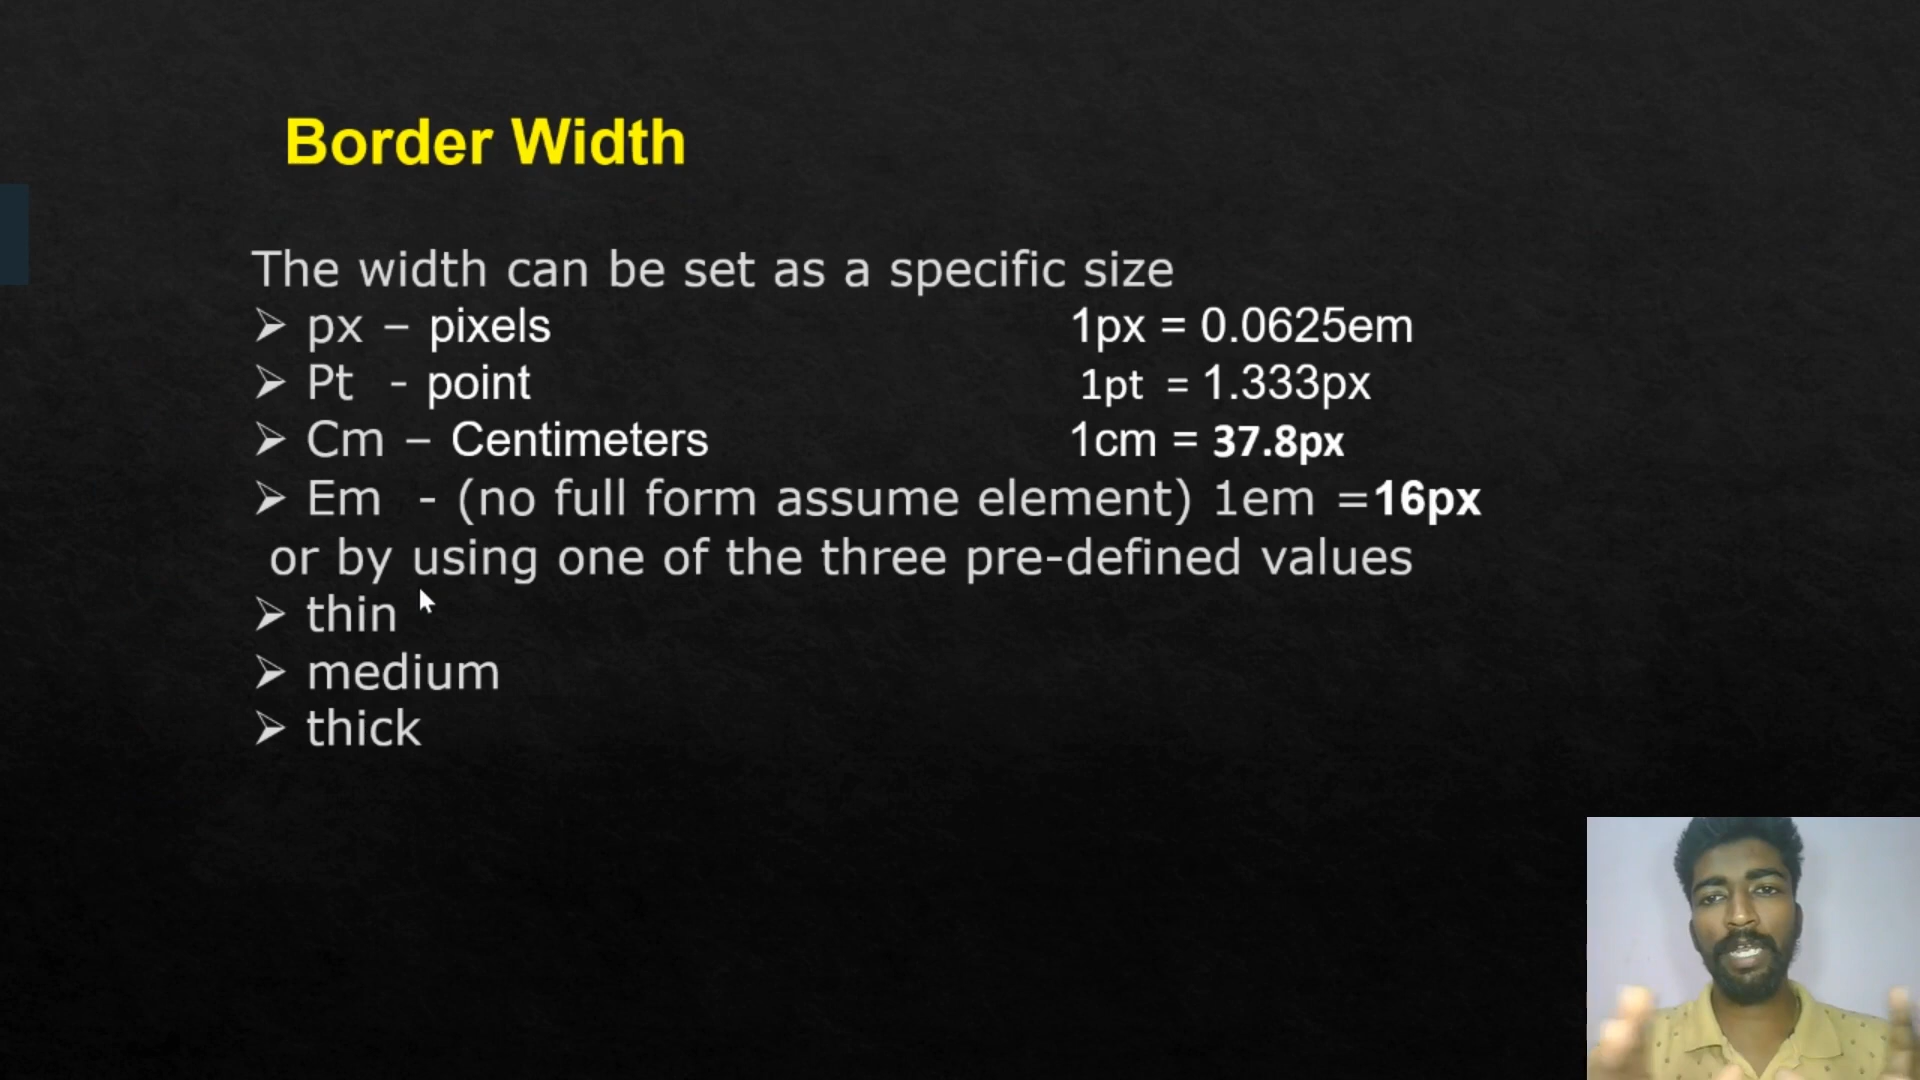 Border Width
The width can be set as a specific size
➢ px – pixels 1px = 0.0625em
➢ Pt - point 1pt = 1.333px
➢ Cm – Centimeters 1cm = 37.8px
➢ Em - (no full form assume element) 1em =16px
or by using one of the three pre-defined values
➢ thin
➢ medium
➢ thick